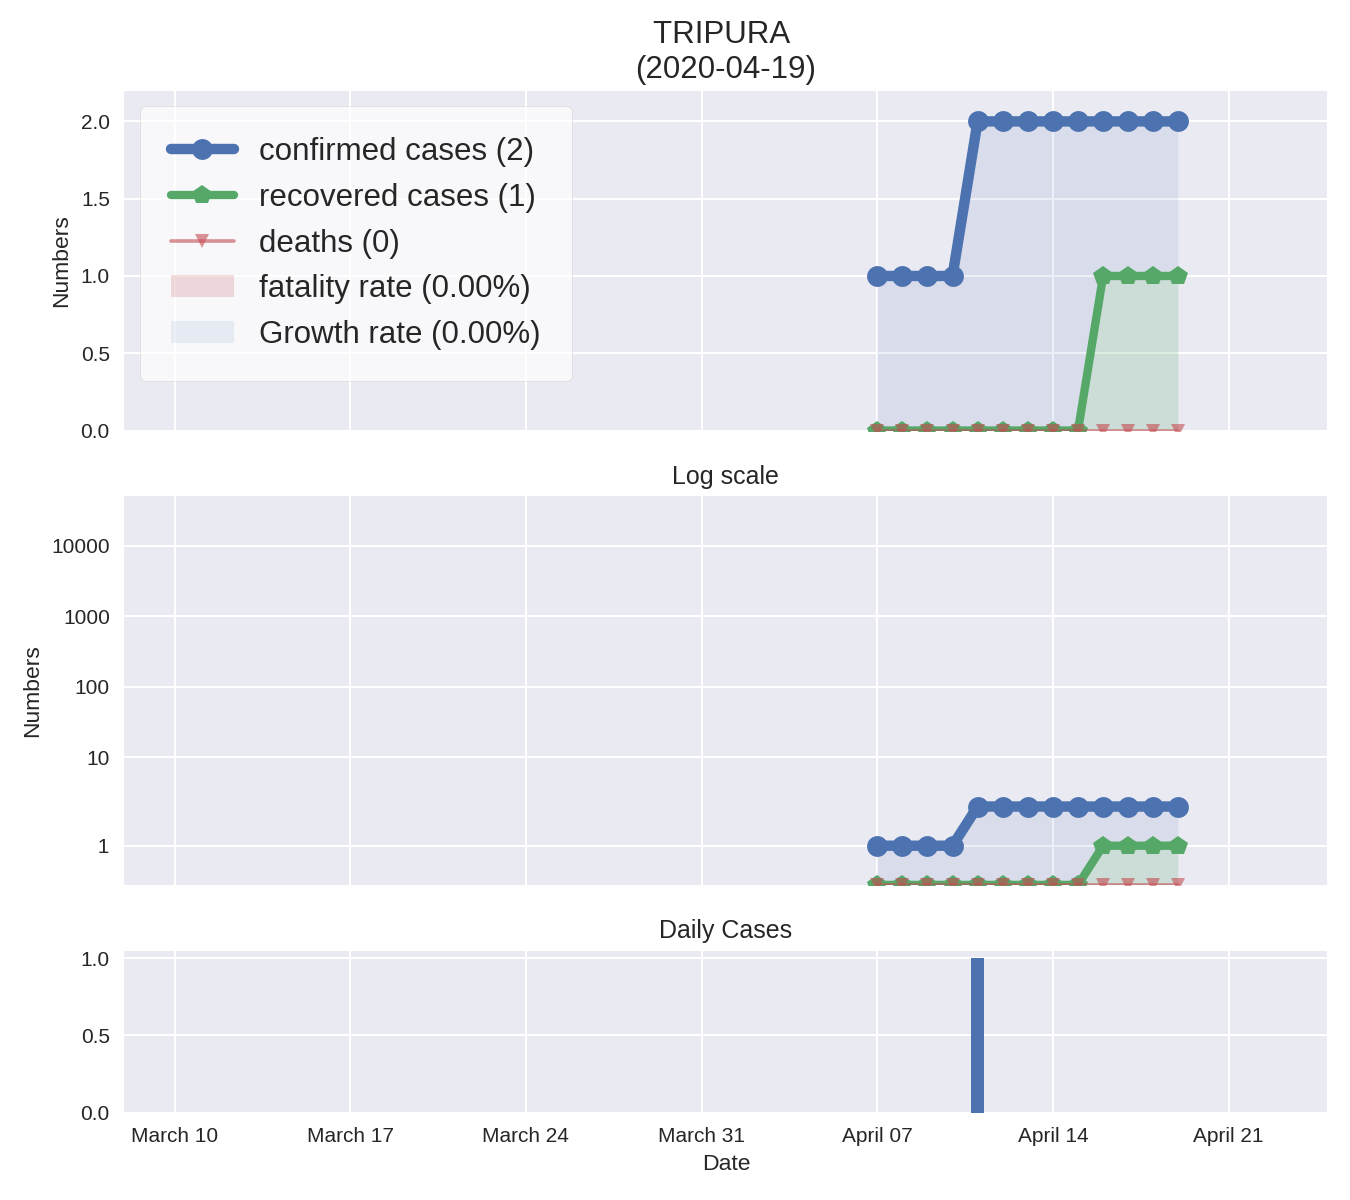 TRIPURA
(2020-04-19)
2.0
1.5
1.0
0.5
0.0
Numbers
confirmed cases (2)
recovered cases (1)
deaths (0)
fatality rate (0.00%)
Growth rate (0.00%)
Log scale
10000
1000
100
10
1
Numbers
Daily Cases
1.0
0.5
0.0
March 10 March 17 March 24 March 31 April 07 April 14 April 21
Date